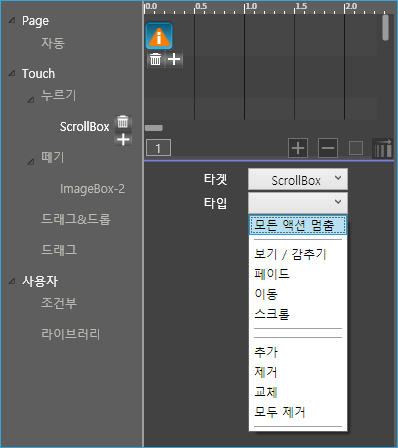 Page
자동
Touch
누르기
ScrollBox
떼기
ImageBox-2
드래그&드롭
드래그
사용자
조건부
라이브러리
0.0 0.5 1.0 1.5 2.0
1
타겟 ScrollBox
타입
모든 액션 멈춤
보기 / 감추기
페이드
이동
스크롤
추가
제거
교체
모두 제거